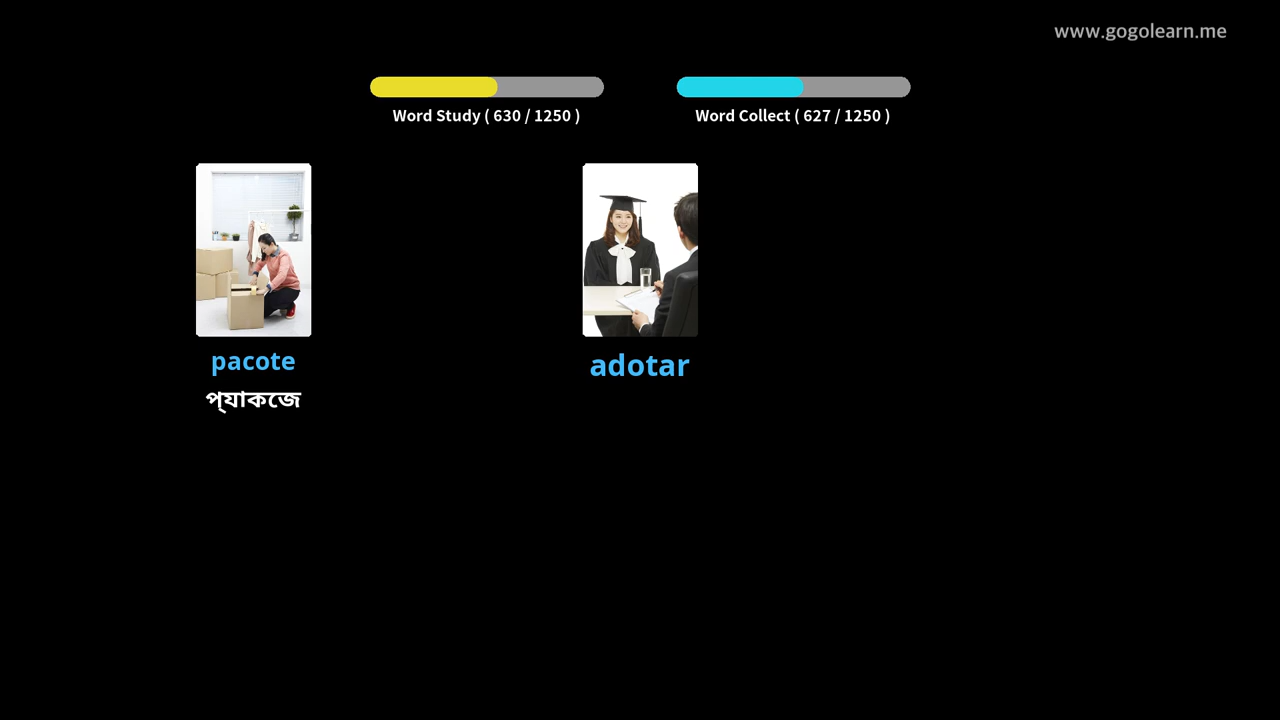 www.gogolearn.me
Word Study ( 630 / 1250 )
Word Collect ( 627 / 1250 )
pacote
adotar
প্যাকজে